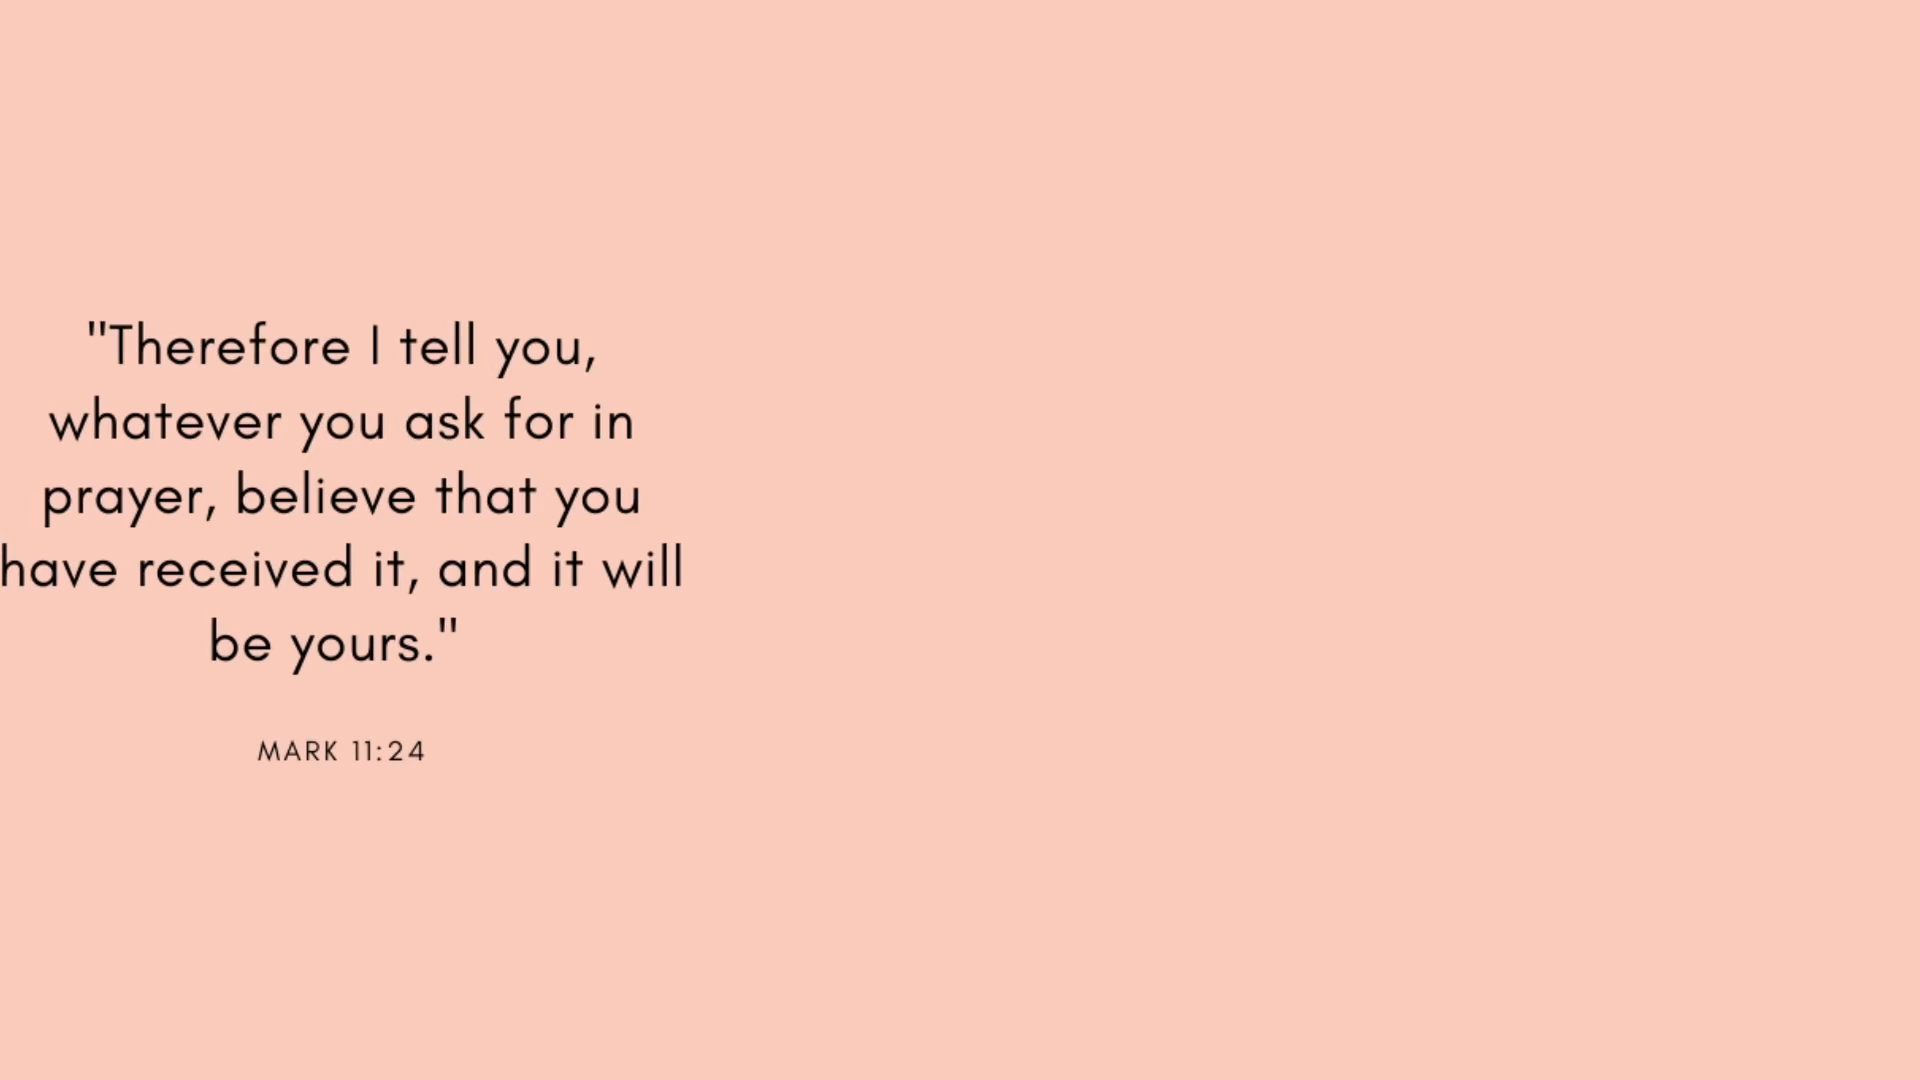 "Therefore I tell you,
whatever you ask for in
prayer, believe that you
have received it, and it will
be yours."
MARK 11:24